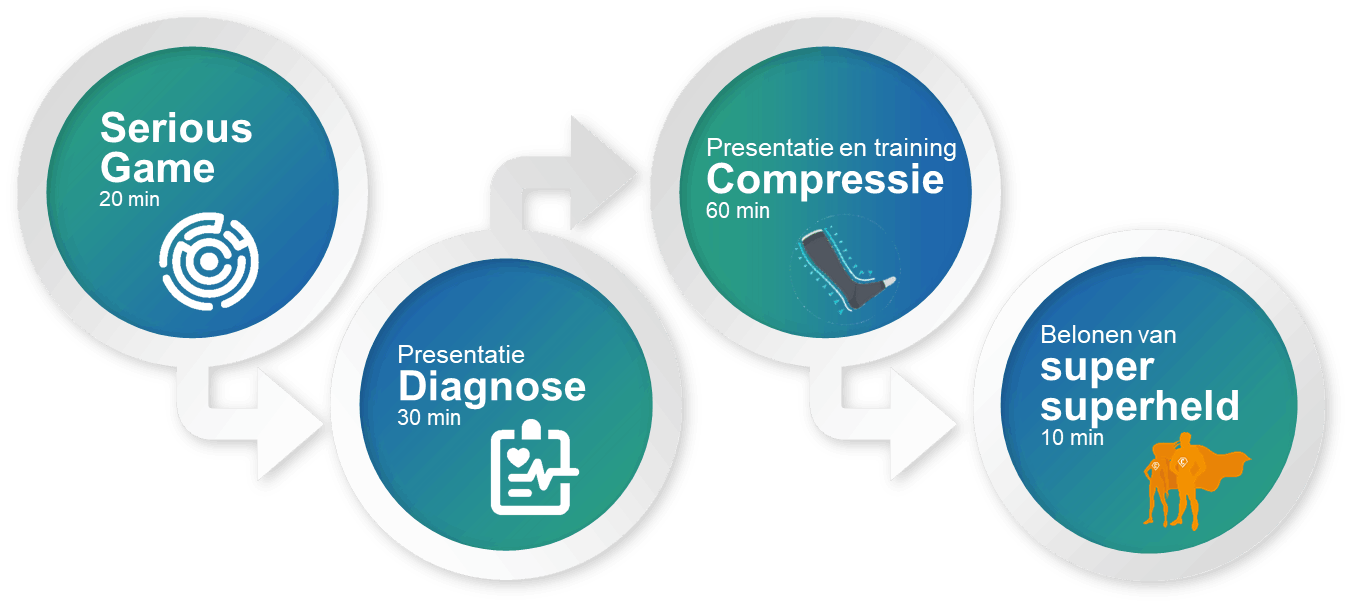 Serious
Game
20 min
Presentatie
Diagnose
30 min
Presentatie en training
Compressie
60 min
Belonen van
super
superheld
10 min